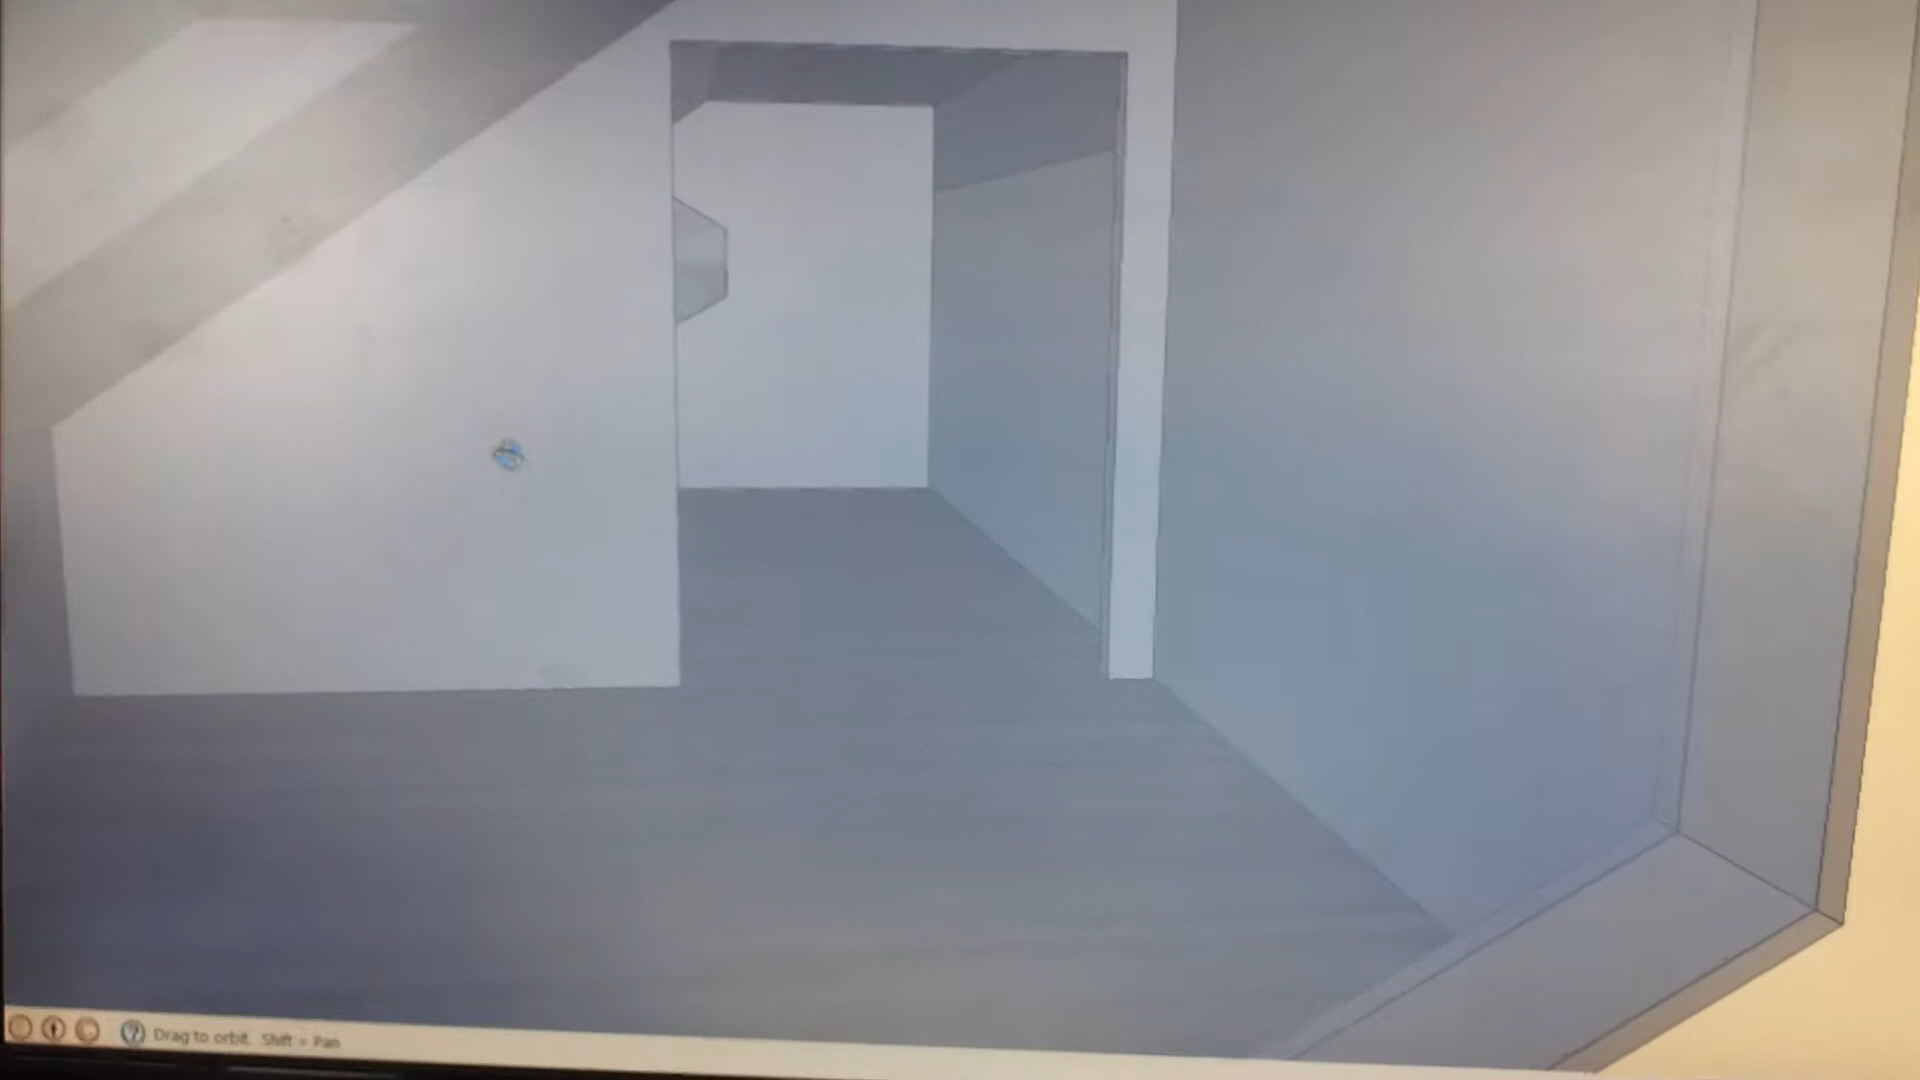 Drag to orbit. Shift = Pan